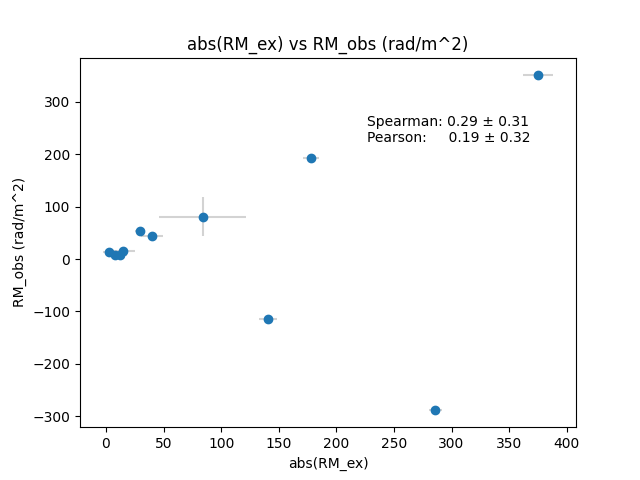 abs(RM_ex) vs RM_obs (rad/m^2)
Spearman: 0.29 ± 0.31
Pearson: 0.19 ± 0.32
RM_obs (rad/m^2)
300
200
100
0
−100
−200
−300
0 50 100 150 200 250 300 350 400
abs(RM_ex)